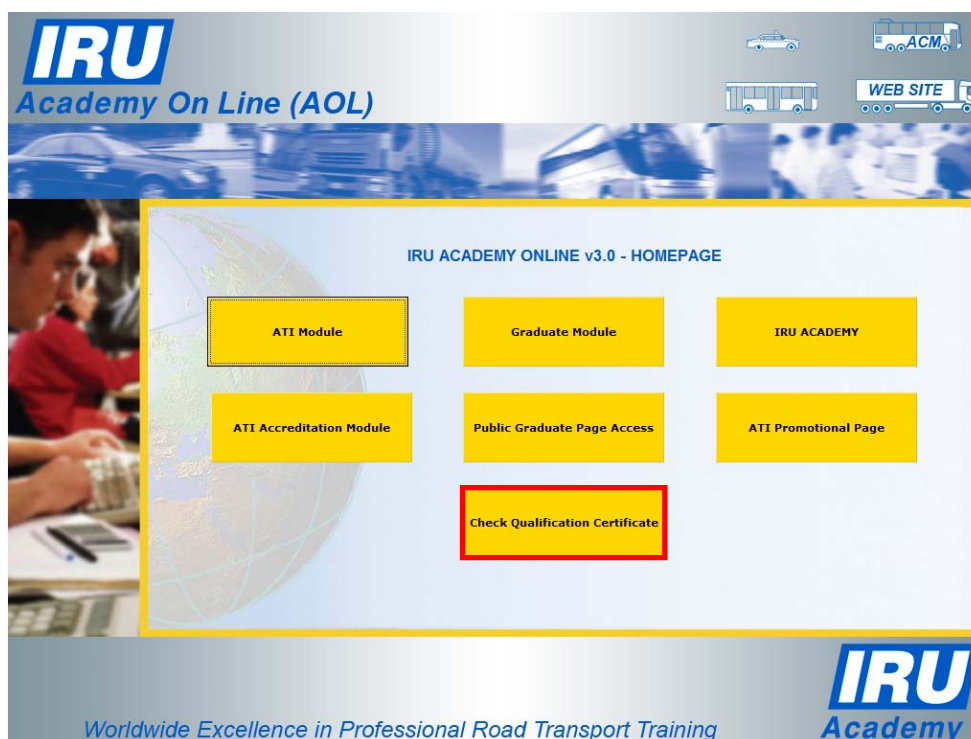 IRU
ACM
Academy On Line (AOL)
WEB SITE
IRU ACADEMY ONLINE v3.0 - HOMEPAGE
ATI Module
Graduate Module
IRU ACADEMY
ATI Accreditation Module
Public Graduate Page Access
ATI Promotional Page
Check Qualification Certificate
IRU
Worldwide Excellence in Professional Road Transport Training
Academy